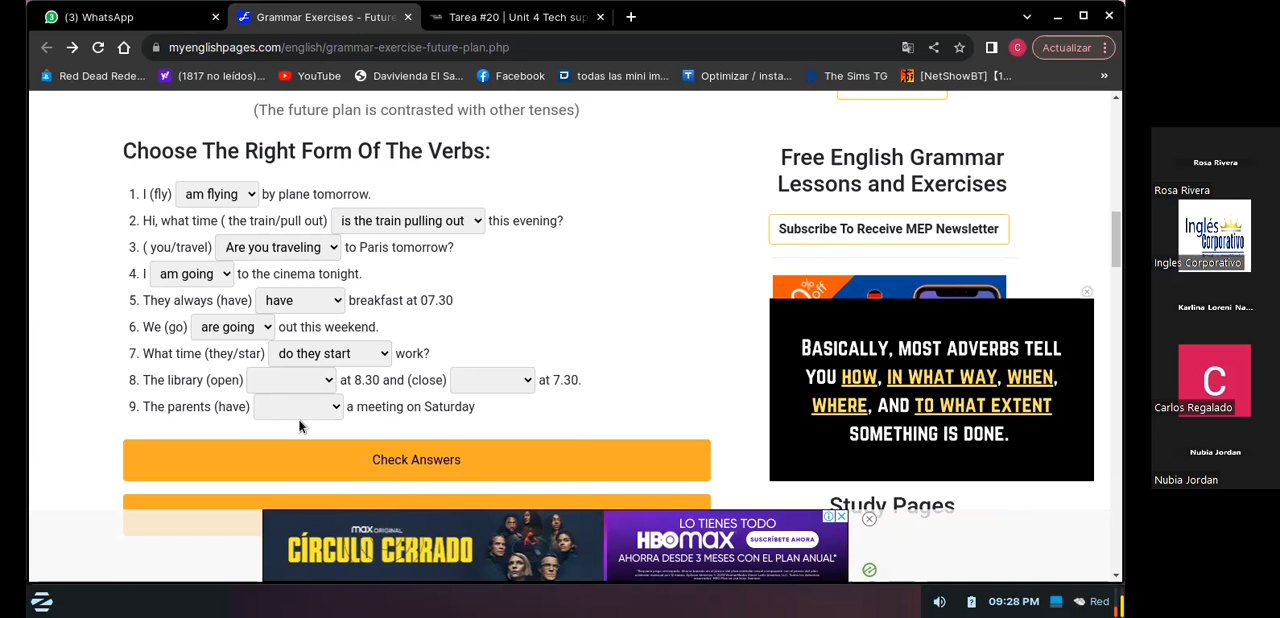 (3) WhatsApp
Grammar Exercises - Future
Tarea #20 | Unit 4 Tech sup
myenglishpages.com/english/grammar-exercise-future-plan.php
C
Actualizar
Red Dead Rede...
(1817 no leídos)...
YouTube
Davivienda El Sa...
Facebook
todas las mini im...
Optimizar / insta...
The Sims TG
[NetShowBT]【1...
»
(The future plan is contrasted with other tenses)
Choose The Right Form Of The Verbs:
1. I (fly) am flying by plane tomorrow.
2. Hi, what time ( the train/pull out) is the train pulling out this evening?
3. ( you/travel) Are you traveling to Paris tomorrow?
4. I am going to the cinema tonight.
5. They always (have) have breakfast at 07.30
6. We (go) are going out this weekend.
7. What time (they/star) do they start work?
8. The library (open) at 8.30 and (close) at 7.30.
9. The parents (have) a meeting on Saturday
Check Answers
Free English Grammar
Lessons and Exercises
Subscribe To Receive MEP Newsletter
BASICALLY, MOST ADVERBS TELL
YOU HOW, IN WHAT WAY, WHEN,
WHERE, AND TO WHAT EXTENT
SOMETHING IS DONE.
Study Pages
max
ORIGINAL
CÍRCULO CERRADO
LO TIENES TODO
HBOmax
SUSCRÍBETE AHORA
AHORRA DESDE 3 MESES CON EL PLAN ANUAL*
09:28 PM
Red
Rosa Rivera
Rosa Rivera
Inglés
Corporativo
Ingles Corporativo
Karlina Loreni Na...
C
Carlos Regalado
Nubia Jordan
Nubia Jordan